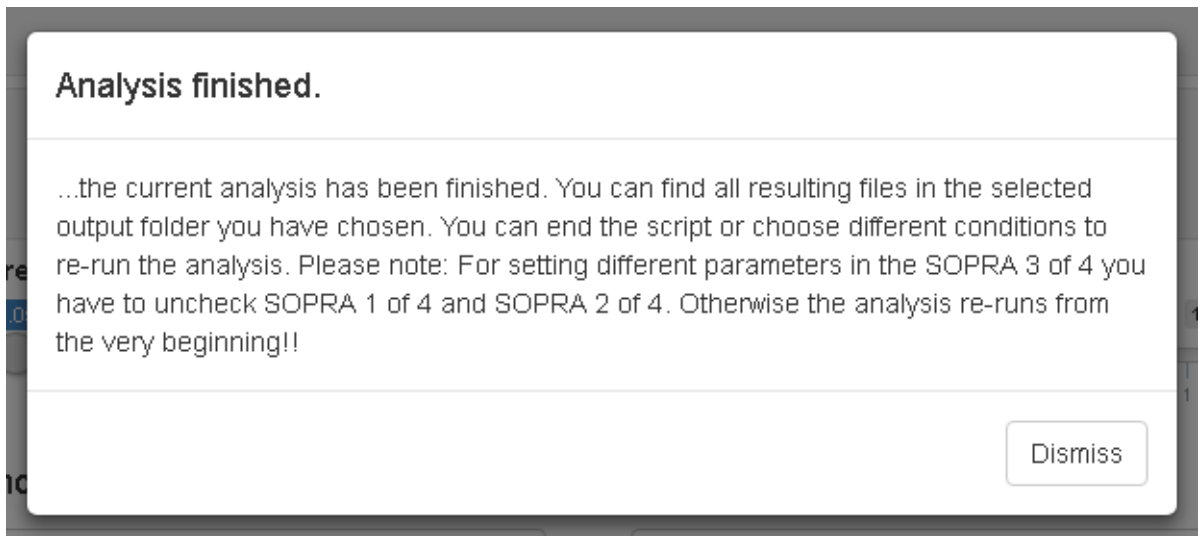 Analysis finished.
...the current analysis has been finished. You can find all resulting files in the selected
output folder you have chosen. You can end the script or choose different conditions to
re-run the analysis. Please note: For setting different parameters in the SOPRA 3 of 4 you
have to uncheck SOPRA 1 of 4 and SOPRA 2 of 4. Otherwise the analysis re-runs from
the very beginning!!
Dismiss